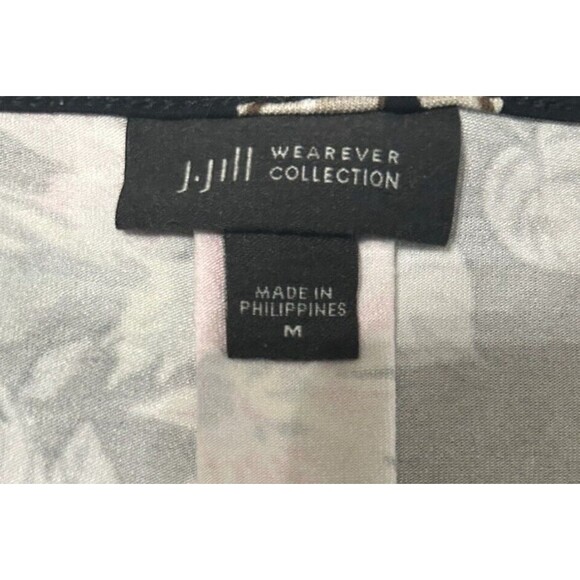 J.Jill WEAREVER
COLLECTION
MADE IN
PHILIPPINES
M